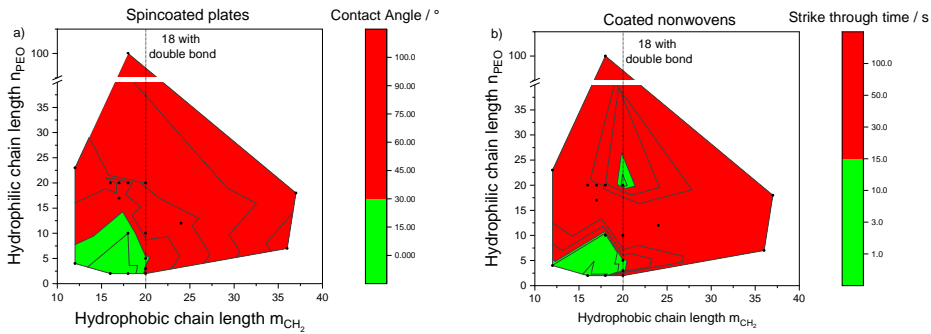 Spincoated plates
Contact Angle / °
a)
18 with
double bond
Hydrophilic chain length n_PEO
100
35
30
25
20
15
10
5
0
10 15 20 25 30 35 40
Hydrophobic chain length m_CH₂
100.0
60.00
45.00
30.00
15.00
0.000
Coated nonwovens
Strike through time / s
b)
18 with
double bond
Hydrophilic chain length n_PEO
100
35
30
25
20
15
10
5
0
10 15 20 25 30 35 40
Hydrophobic chain length m_CH₂
100.0
50.0
30.0
15.0
10.0
3.0
1.0